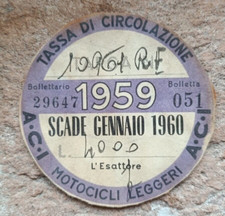 TASSA DI CIRCOLAZIONE
Bollettario
29647
1959
Bolletta
051
SCADE GENNAIO 1960
L. 4000
L'Esattore
A.C.I
MOTOCICLI LEGGERI
A.C.I